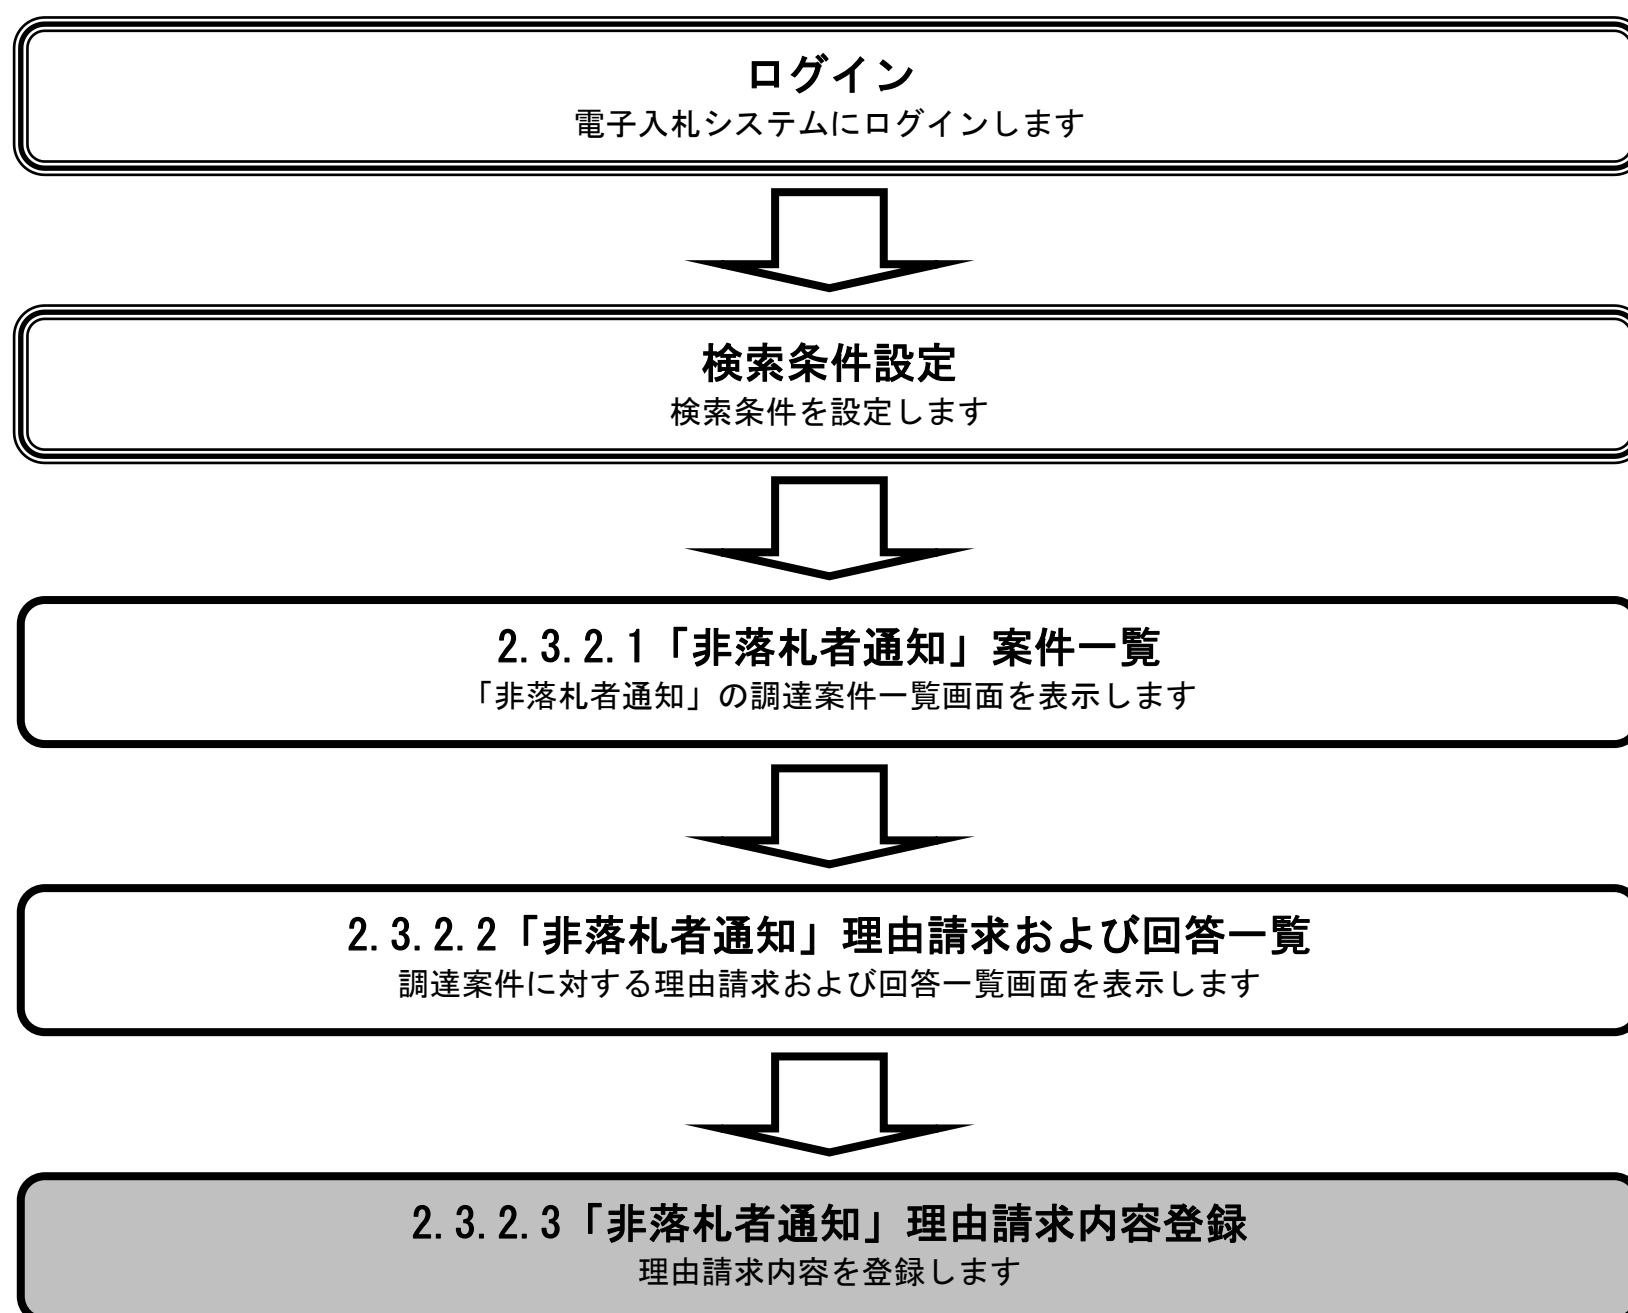 ログイン
電子入札システムにログインします
検索条件設定
検索条件を設定します
2.3.2.1「非落札者通知」案件一覧
「非落札者通知」の調達案件一覧画面を表示します
2.3.2.2「非落札者通知」理由請求および回答一覧
調達案件に対する理由請求および回答一覧画面を表示します
2.3.2.3「非落札者通知」理由請求内容登録
理由請求内容を登録します